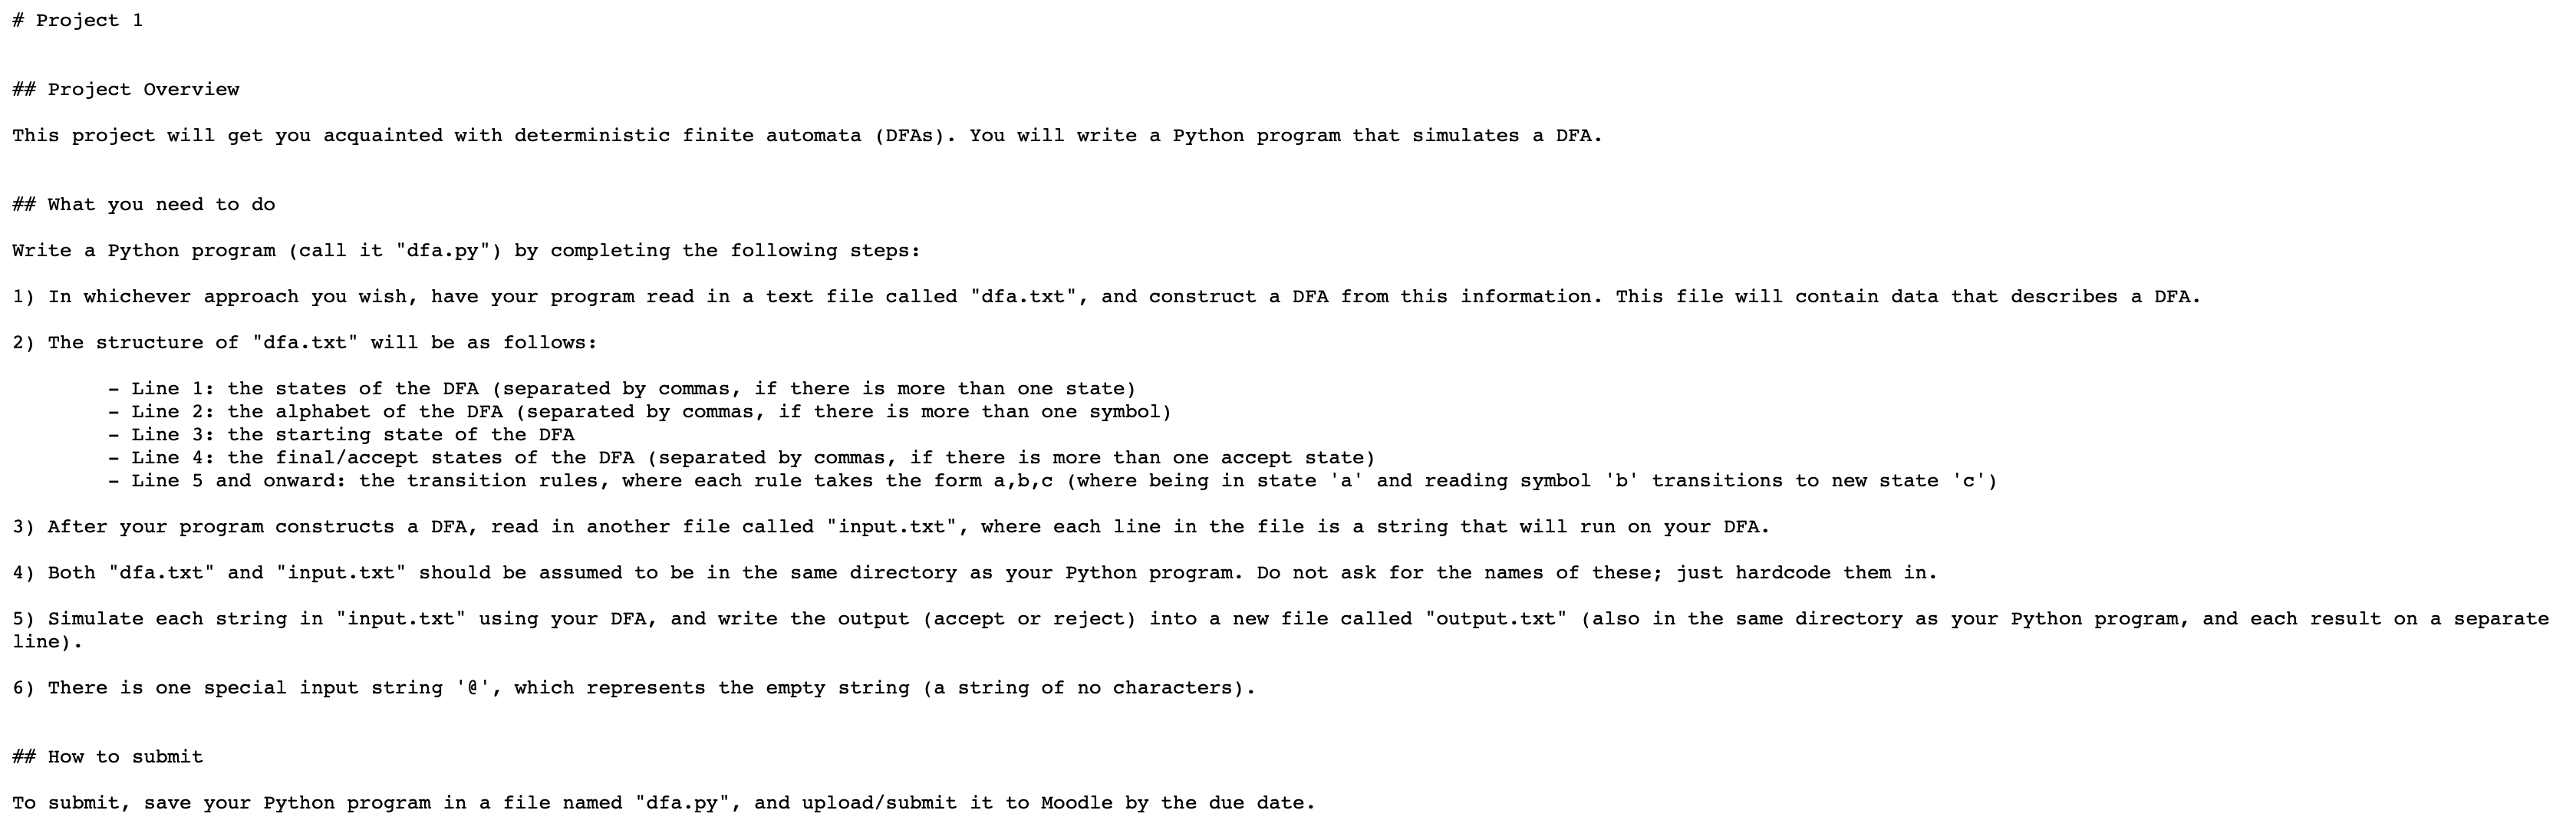 # Project 1
## Project Overview
This project will get you acquainted with deterministic finite automata (DFAs). You will write a Python program that simulates a DFA.
## What you need to do
Write a Python program (call it "dfa.py") by completing the following steps:
1) In whichever approach you wish, have your program read in a text file called "dfa.txt", and construct a DFA from this information. This file will contain data that describes a DFA.
2) The structure of "dfa.txt" will be as follows:
- Line 1: the states of the DFA (separated by commas, if there is more than one state)
- Line 2: the alphabet of the DFA (separated by commas, if there is more than one symbol)
- Line 3: the starting state of the DFA
- Line 4: the final/accept states of the DFA (separated by commas, if there is more than one accept state)
- Line 5 and onward: the transition rules, where each rule takes the form a,b,c (where being in state 'a' and reading symbol 'b' transitions to new state 'c')
3) After your program constructs a DFA, read in another file called "input.txt", where each line in the file is a string that will run on your DFA.
4) Both "dfa.txt" and "input.txt" should be assumed to be in the same directory as your Python program. Do not ask for the names of these; just hardcode them in.
5) Simulate each string in "input.txt" using your DFA, and write the output (accept or reject) into a new file called "output.txt" (also in the same directory as your Python program, and each result on a separate
line).
6) There is one special input string '@', which represents the empty string (a string of no characters).
## How to submit
To submit, save your Python program in a file named "dfa.py", and upload/submit it to Moodle by the due date.